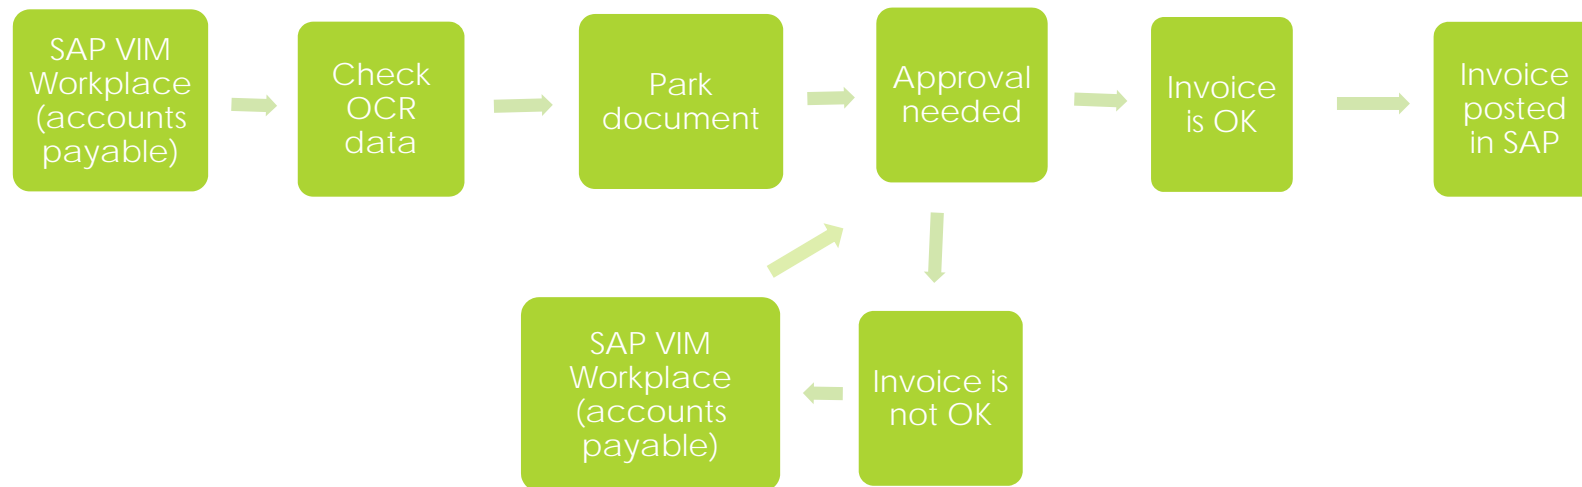 SAP VIM
Workplace
(accounts
payable)
Check
OCR
data
Park
document
Approval
needed
Invoice
is OK
Invoice
posted
in SAP
SAP VIM
Workplace
(accounts
payable)
Invoice is
not OK